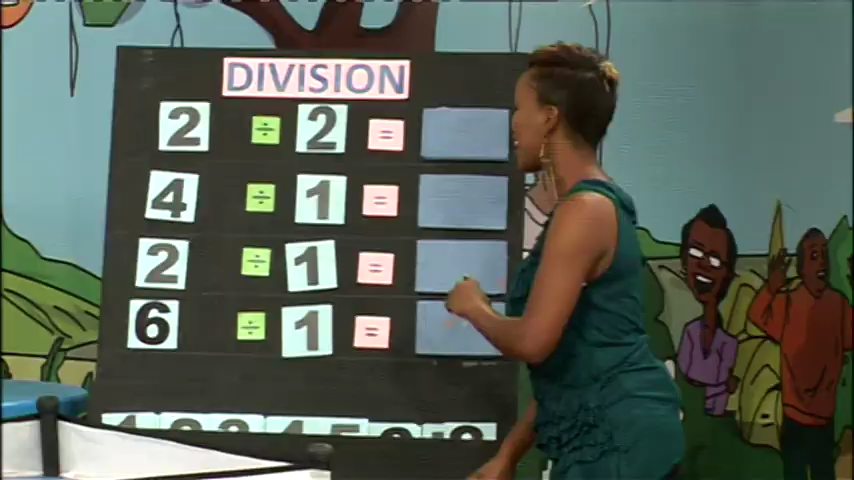 DIVISION
2 ÷ 2 =
4 ÷ 1 =
2 ÷ 1 =
6 ÷ 1 =